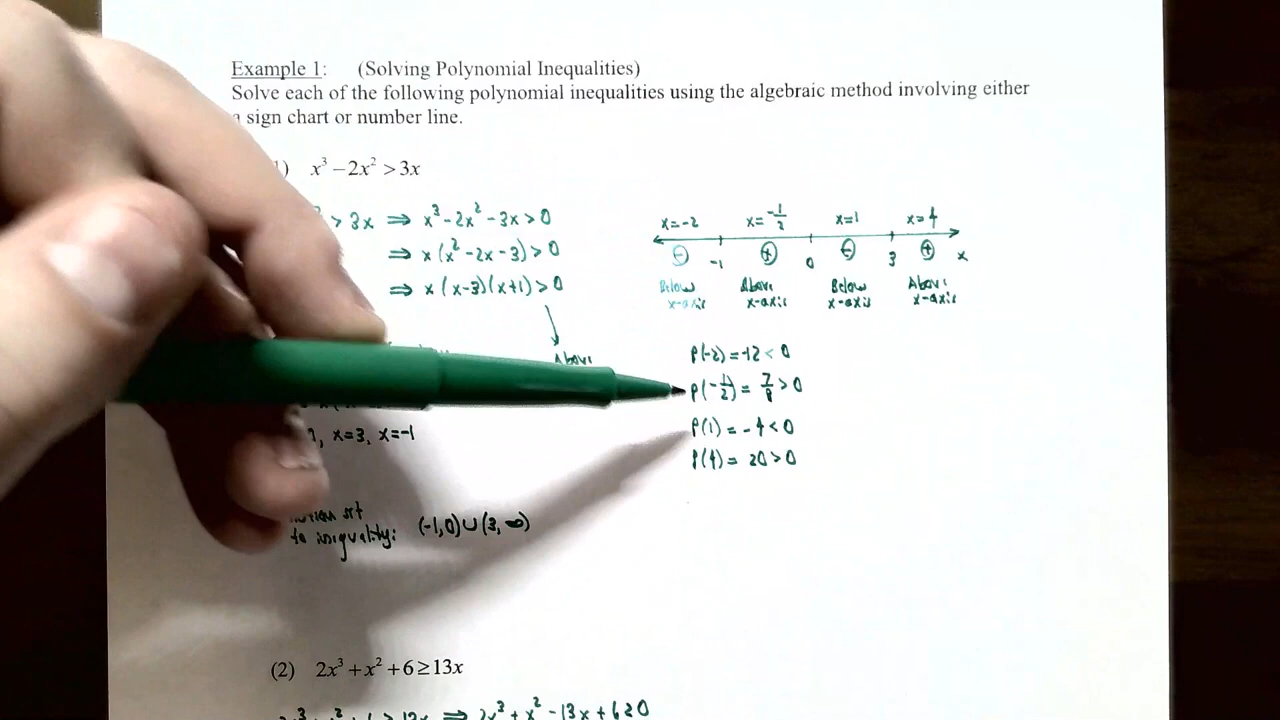 Example 1: (Solving Polynomial Inequalities)
Solve each of the following polynomial inequalities using the algebraic method involving either
a sign chart or number line.
) x³ − 2x² > 3x
> 3x ⇒ x³ - 2x² - 3x > 0
⇒ x (x² - 2x - 3) > 0
⇒ x (x-3)(x+1) > 0
Above
x=3, x=-1
set
to inequality: (-1,0)∪(3,∞)
x=-2 x=-1/2 x=1 x=4
⊖ -1 ⊕ 0 ⊖ 3 ⊕ x
Below Above Below Above
x-axis x-axis x-axis x-axis
P(-2) = -12 < 0
P(-1/2) = 7/8 > 0
P(1) = -4 < 0
P(4) = 20 > 0
(2) 2x³ + x² + 6 ≥ 13x
⇒ 2x³ + x² - 13x + 6 ≥ 0